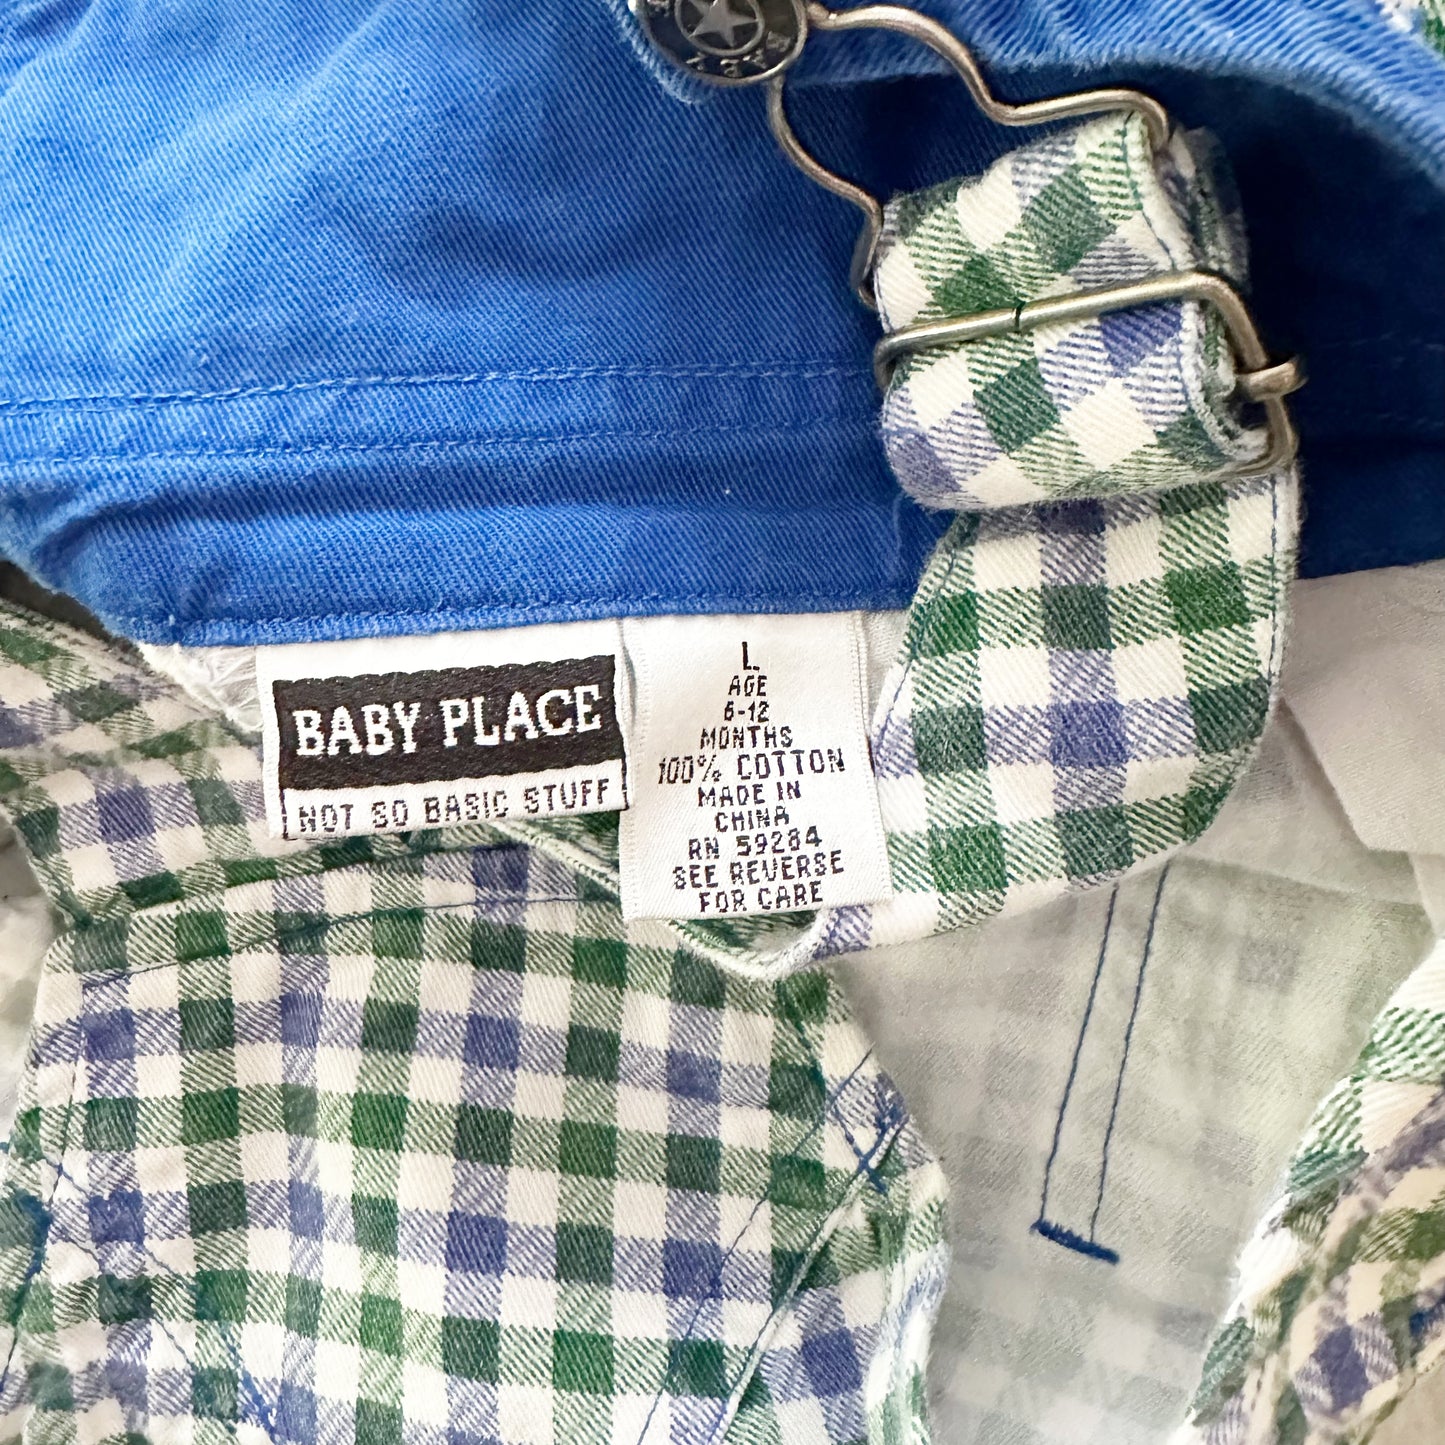 BABY
BABY PLACE
NOT SO BASIC STUFF
L.
AGE
6-12
MONTHS
100% COTTON
MADE IN
CHINA
RN 59284
SEE REVERSE
FOR CARE